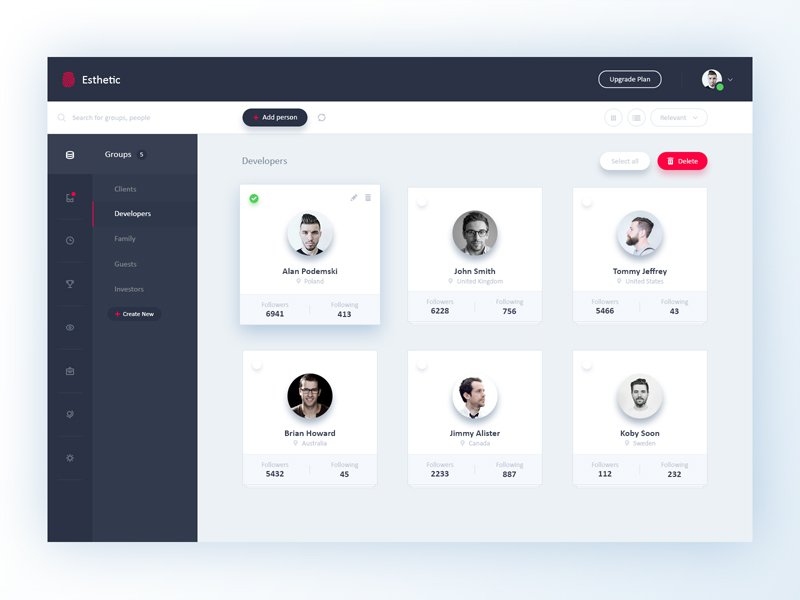 Esthetic
Upgrade Plan
Search for groups, people
+ Add person
Relevant
Groups 5
Clients
Developers
Family
Guests
Investors
+ Create New
Developers
Select all
Delete
Alan Podemski
Poland
Followers Following
6941 413
John Smith
United Kingdom
Followers Following
6228 756
Tommy Jeffrey
United States
Followers Following
5466 43
Brian Howard
Australia
Followers Following
5432 45
Jimmy Alister
Canada
Followers Following
2233 887
Koby Soon
Sweden
Followers Following
112 232